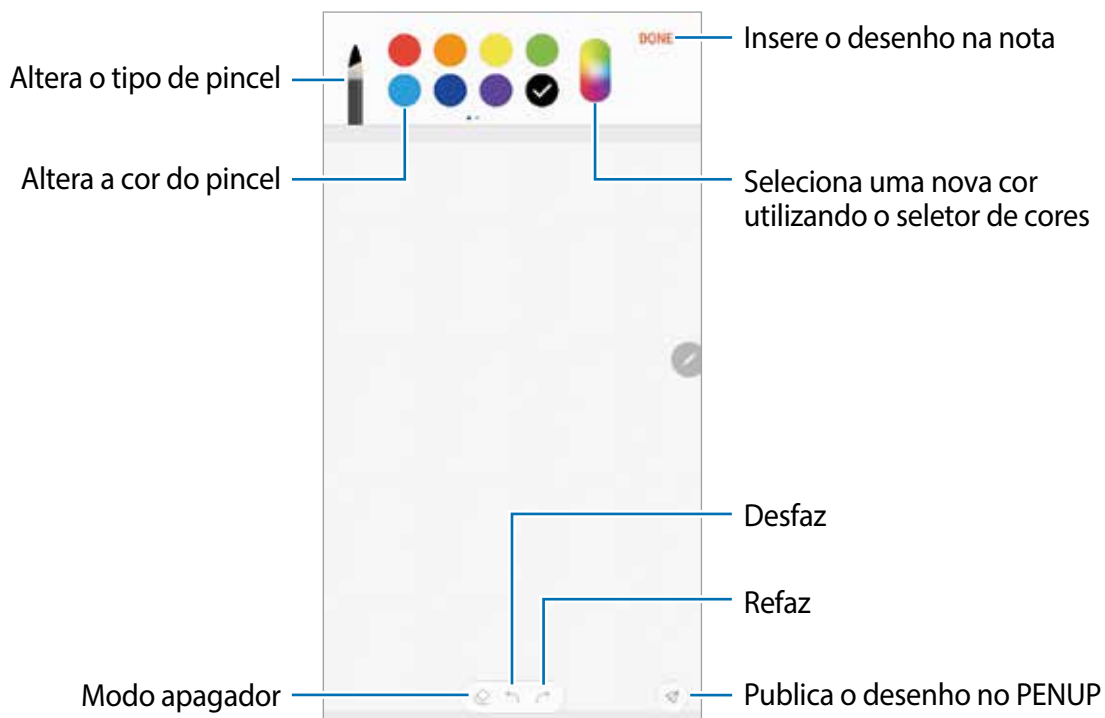 DONE
Insere o desenho na nota
Altera o tipo de pincel
Altera a cor do pincel
Seleciona uma nova cor
utilizando o seletor de cores
Desfaz
Refaz
Modo apagador
Publica o desenho no PENUP